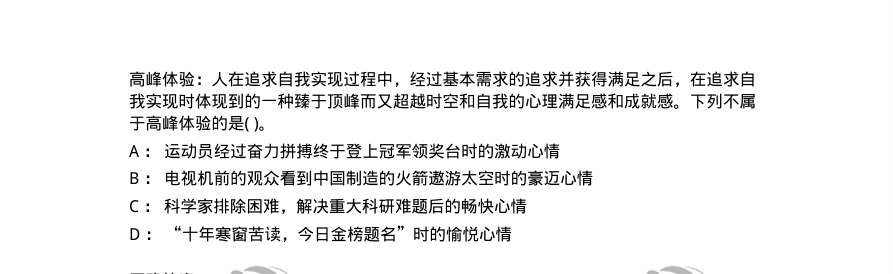 高峰体验：人在追求自我实现过程中，经过基本需求的追求并获得满足之后，在追求自
我实现时体现到的一种臻于顶峰而又超越时空和自我的心理满足感和成就感。下列不属
于高峰体验的是( )。
A： 运动员经过奋力拼搏终于登上冠军领奖台时的激动心情
B： 电视机前的观众看到中国制造的火箭遨游太空时的豪迈心情
C： 科学家排除困难，解决重大科研难题后的畅快心情
D： “十年寒窗苦读，今日金榜题名”时的愉悦心情